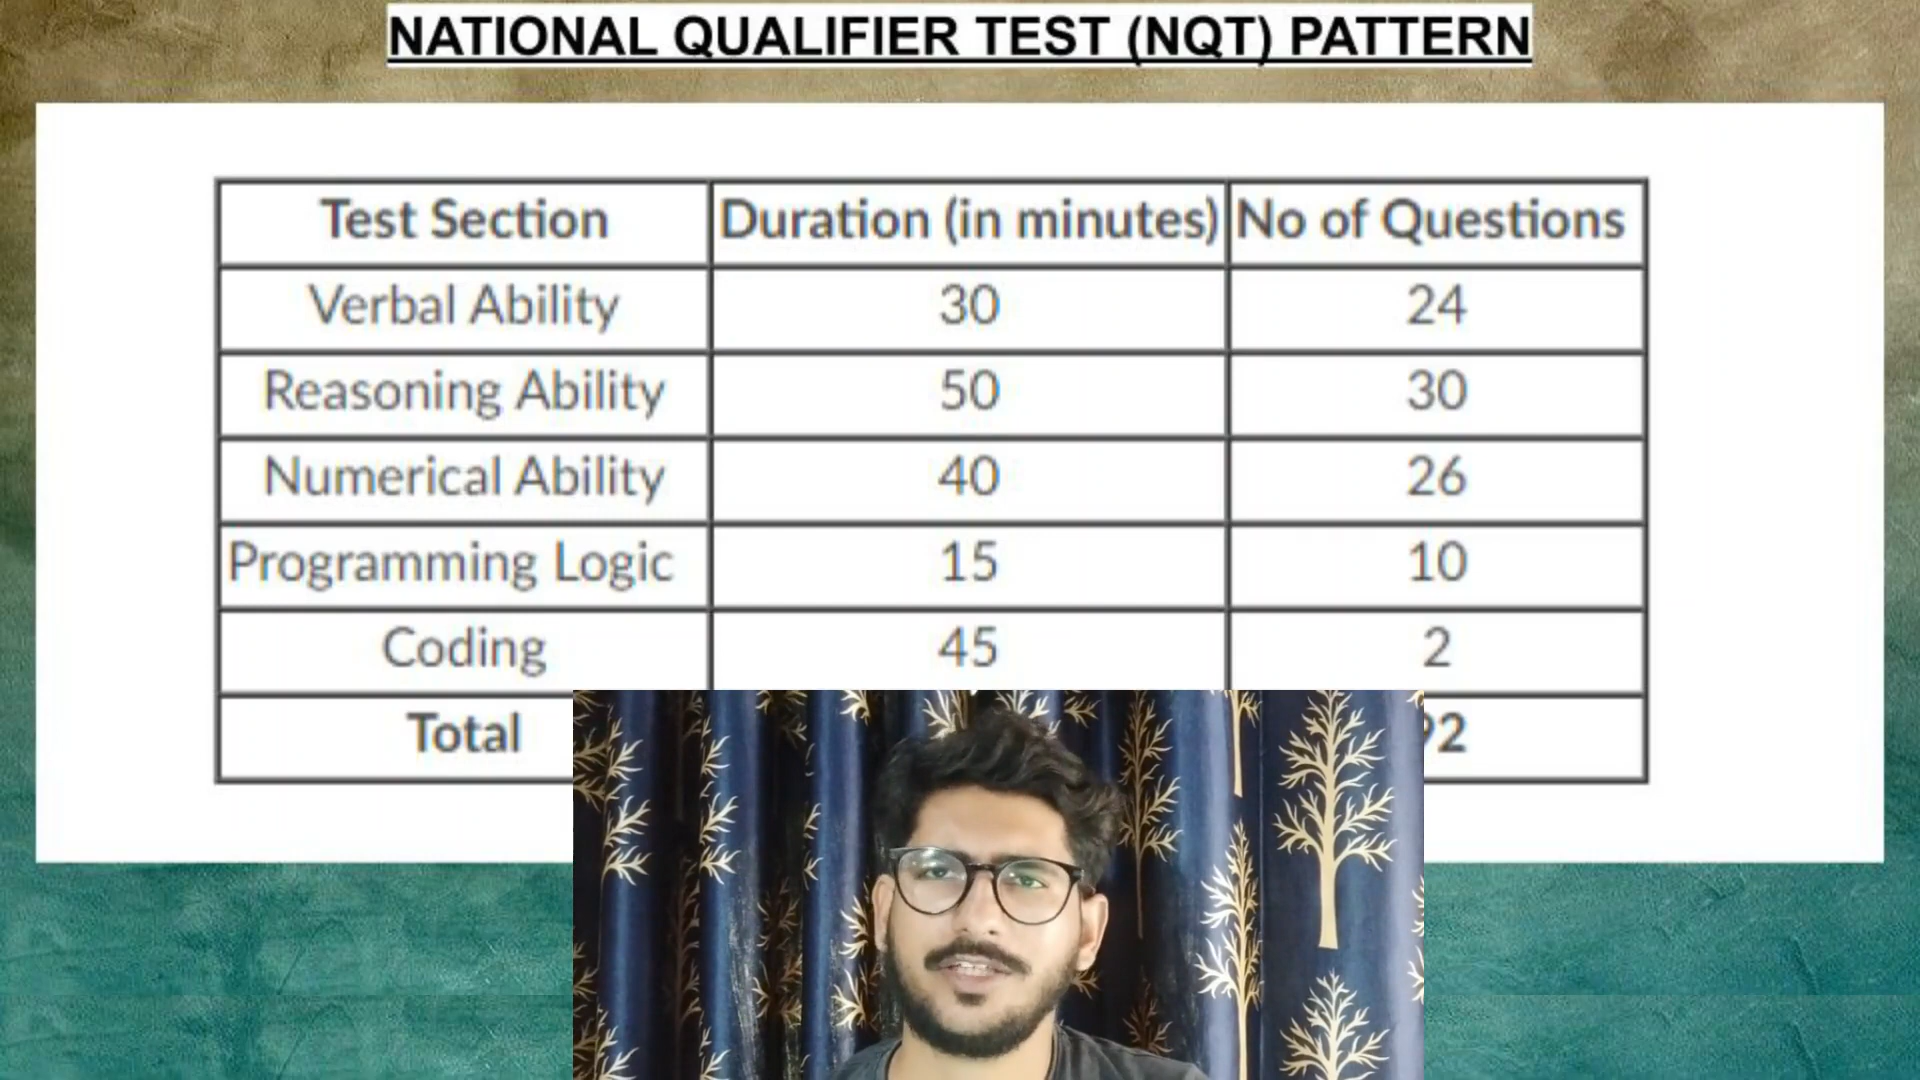 NATIONAL QUALIFIER TEST (NQT) PATTERN
Test Section Duration (in minutes) No of Questions
Verbal Ability 30 24
Reasoning Ability 50 30
Numerical Ability 40 26
Programming Logic 15 10
Coding 45 2
Total